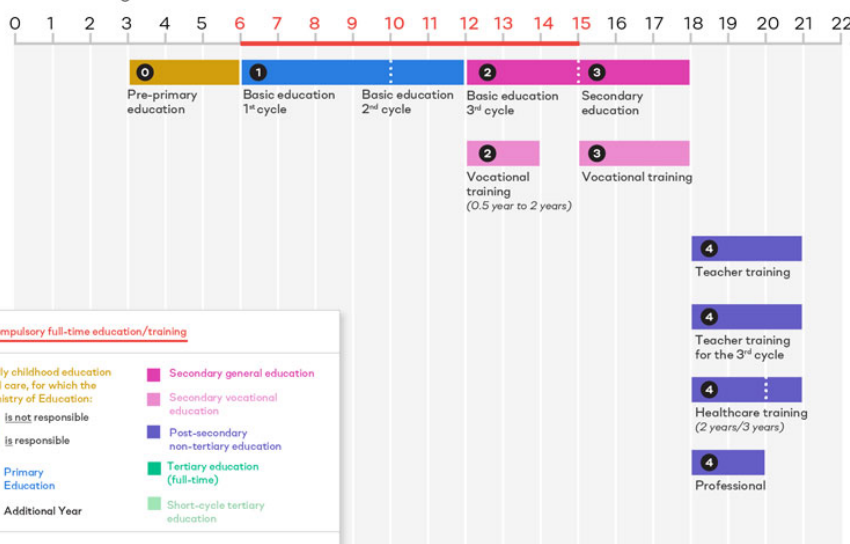 0 1 2 3 4 5 6 7 8 9 10 11 12 13 14 15 16 17 18 19 20 21 22
0 1 2 3
Pre-primary
education
Basic education
1st cycle
Basic education
2nd cycle
Basic education
3rd cycle
Secondary
education
2 3
Vocational
training
(0.5 year to 2 years)
Vocational training
4
Teacher training
4
Teacher training
for the 3rd cycle
4
Healthcare training
(2 years/3 years)
4
Professional
mpulsory full-time education/training
ly childhood education
care, for which the
istry of Education:
is not responsible
is responsible
Primary
Education
Additional Year
Secondary general education
Secondary vocational
education
Post-secondary
non-tertiary education
Tertiary education
(full-time)
Short-cycle tertiary
education